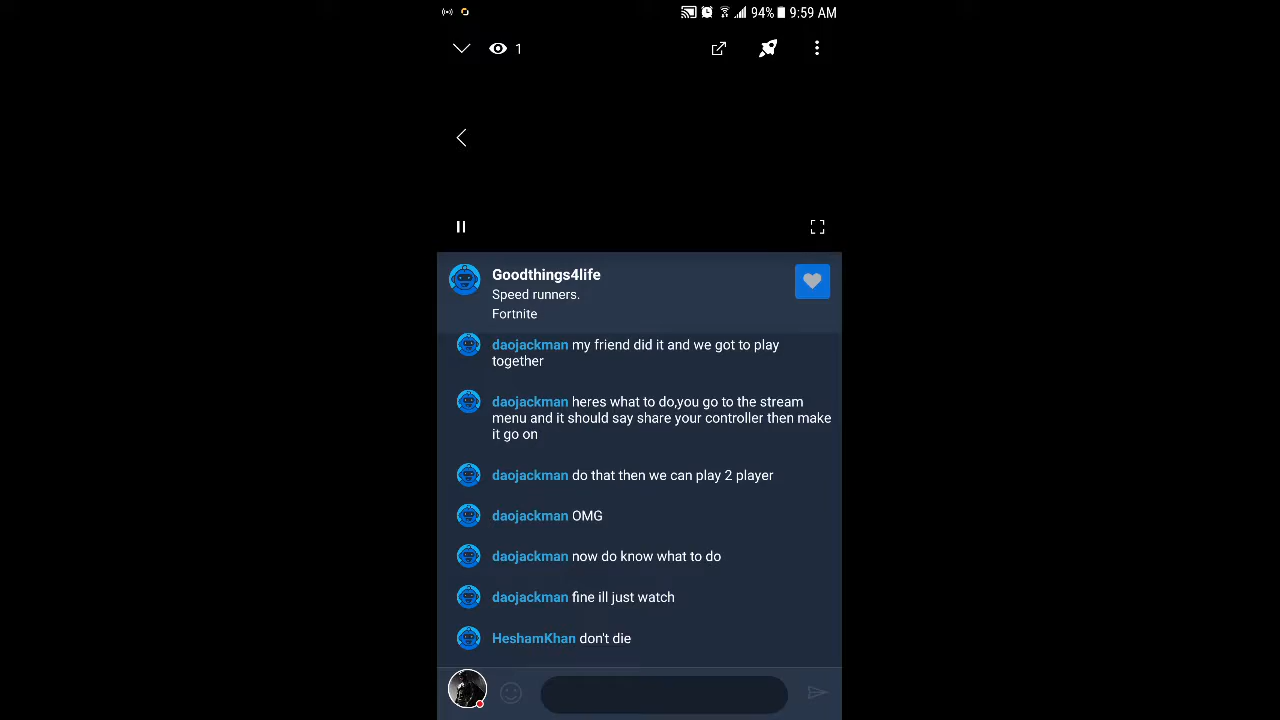 94% 9:59 AM
1
Goodthings4life
Speed runners.
Fortnite
daojackman my friend did it and we got to play
together
daojackman heres what to do,you go to the stream
menu and it should say share your controller then make
it go on
daojackman do that then we can play 2 player
daojackman OMG
daojackman now do know what to do
daojackman fine ill just watch
HeshamKhan don't die